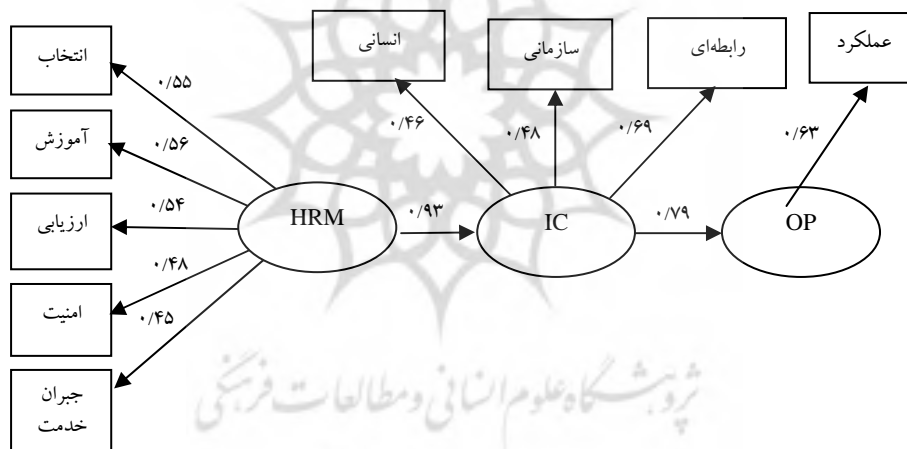 انتخاب
آموزش
ارزیابی
امنیت
جبران
خدمت
انسانی
سازمانی
رابطه‌ای
عملکرد
۰/۵۵
۰/۵۶
۰/۵۴
۰/۴۸
۰/۴۵
HRM
۰/۹۳
۰/۴۶
۰/۴۸
۰/۶۹
IC
۰/۷۹
۰/۶۳
OP
پژوهشگاه علوم انسانی و مطالعات فرهنگی